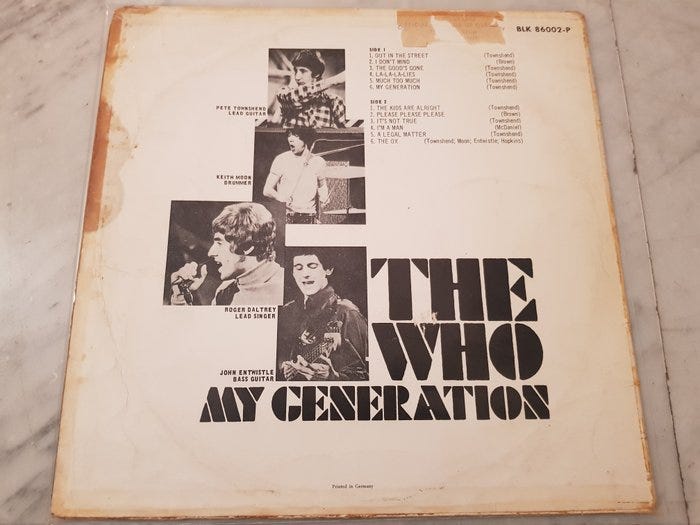 BLK 86002-P
SIDE 1
1. OUT IN THE STREET (Townshend)
2. I DON'T MIND (Brown)
3. THE GOOD'S GONE (Townshend)
4. LA-LA-LA-LIES (Townshend)
5. MUCH TOO MUCH (Townshend)
6. MY GENERATION (Townshend)
SIDE 2
1. THE KIDS ARE ALRIGHT (Townshend)
2. PLEASE PLEASE PLEASE (Brown)
3. IT'S NOT TRUE (Townshend)
4. I'M A MAN (McDaniel)
5. A LEGAL MATTER (Townshend)
6. THE OX (Townshend; Moon; Entwistle; Hopkins)
PETE TOWNSHEND
LEAD GUITAR
KEITH MOON
DRUMMER
ROGER DALTREY
LEAD SINGER
JOHN ENTWISTLE
BASS GUITAR
THE
WHO
MY GENERATION
Printed in Germany